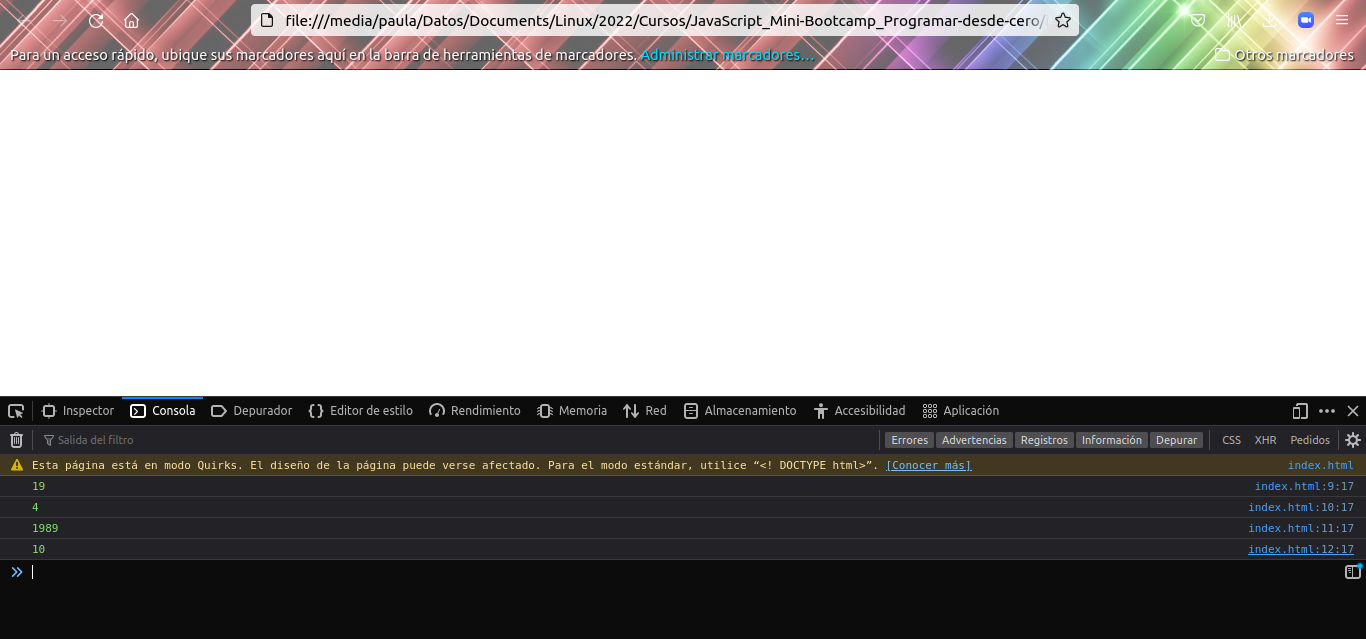 file:///media/paula/Datos/Documents/Linux/2022/Cursos/JavaScript_Mini-Bootcamp_Programar-desde-cero/
Para un acceso rápido, ubique sus marcadores aquí en la barra de herramientas de marcadores. Administrar marcadores… Otros marcadores
Inspector Consola Depurador Editor de estilo Rendimiento Memoria Red Almacenamiento Accesibilidad Aplicación
Salida del filtro Errores Advertencias Registros Información Depurar CSS XHR Pedidos
Esta página está en modo Quirks. El diseño de la página puede verse afectado. Para el modo estándar, utilice “<! DOCTYPE html>”. [Conocer más] index.html
19 index.html:9:17
4 index.html:10:17
1989 index.html:11:17
10 index.html:12:17